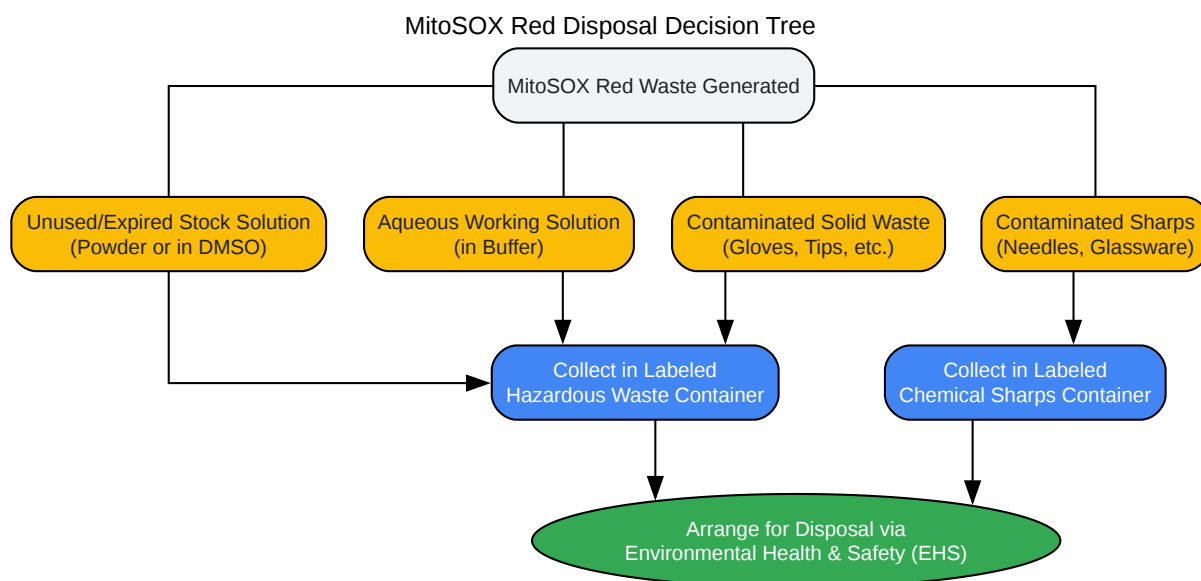 MitoSOX Red Disposal Decision Tree
MitoSOX Red Waste Generated
Unused/Expired Stock Solution
(Powder or in DMSO)
Aqueous Working Solution
(in Buffer)
Contaminated Solid Waste
(Gloves, Tips, etc.)
Contaminated Sharps
(Needles, Glassware)
Collect in Labeled
Hazardous Waste Container
Collect in Labeled
Chemical Sharps Container
Arrange for Disposal via
Environmental Health & Safety (EHS)